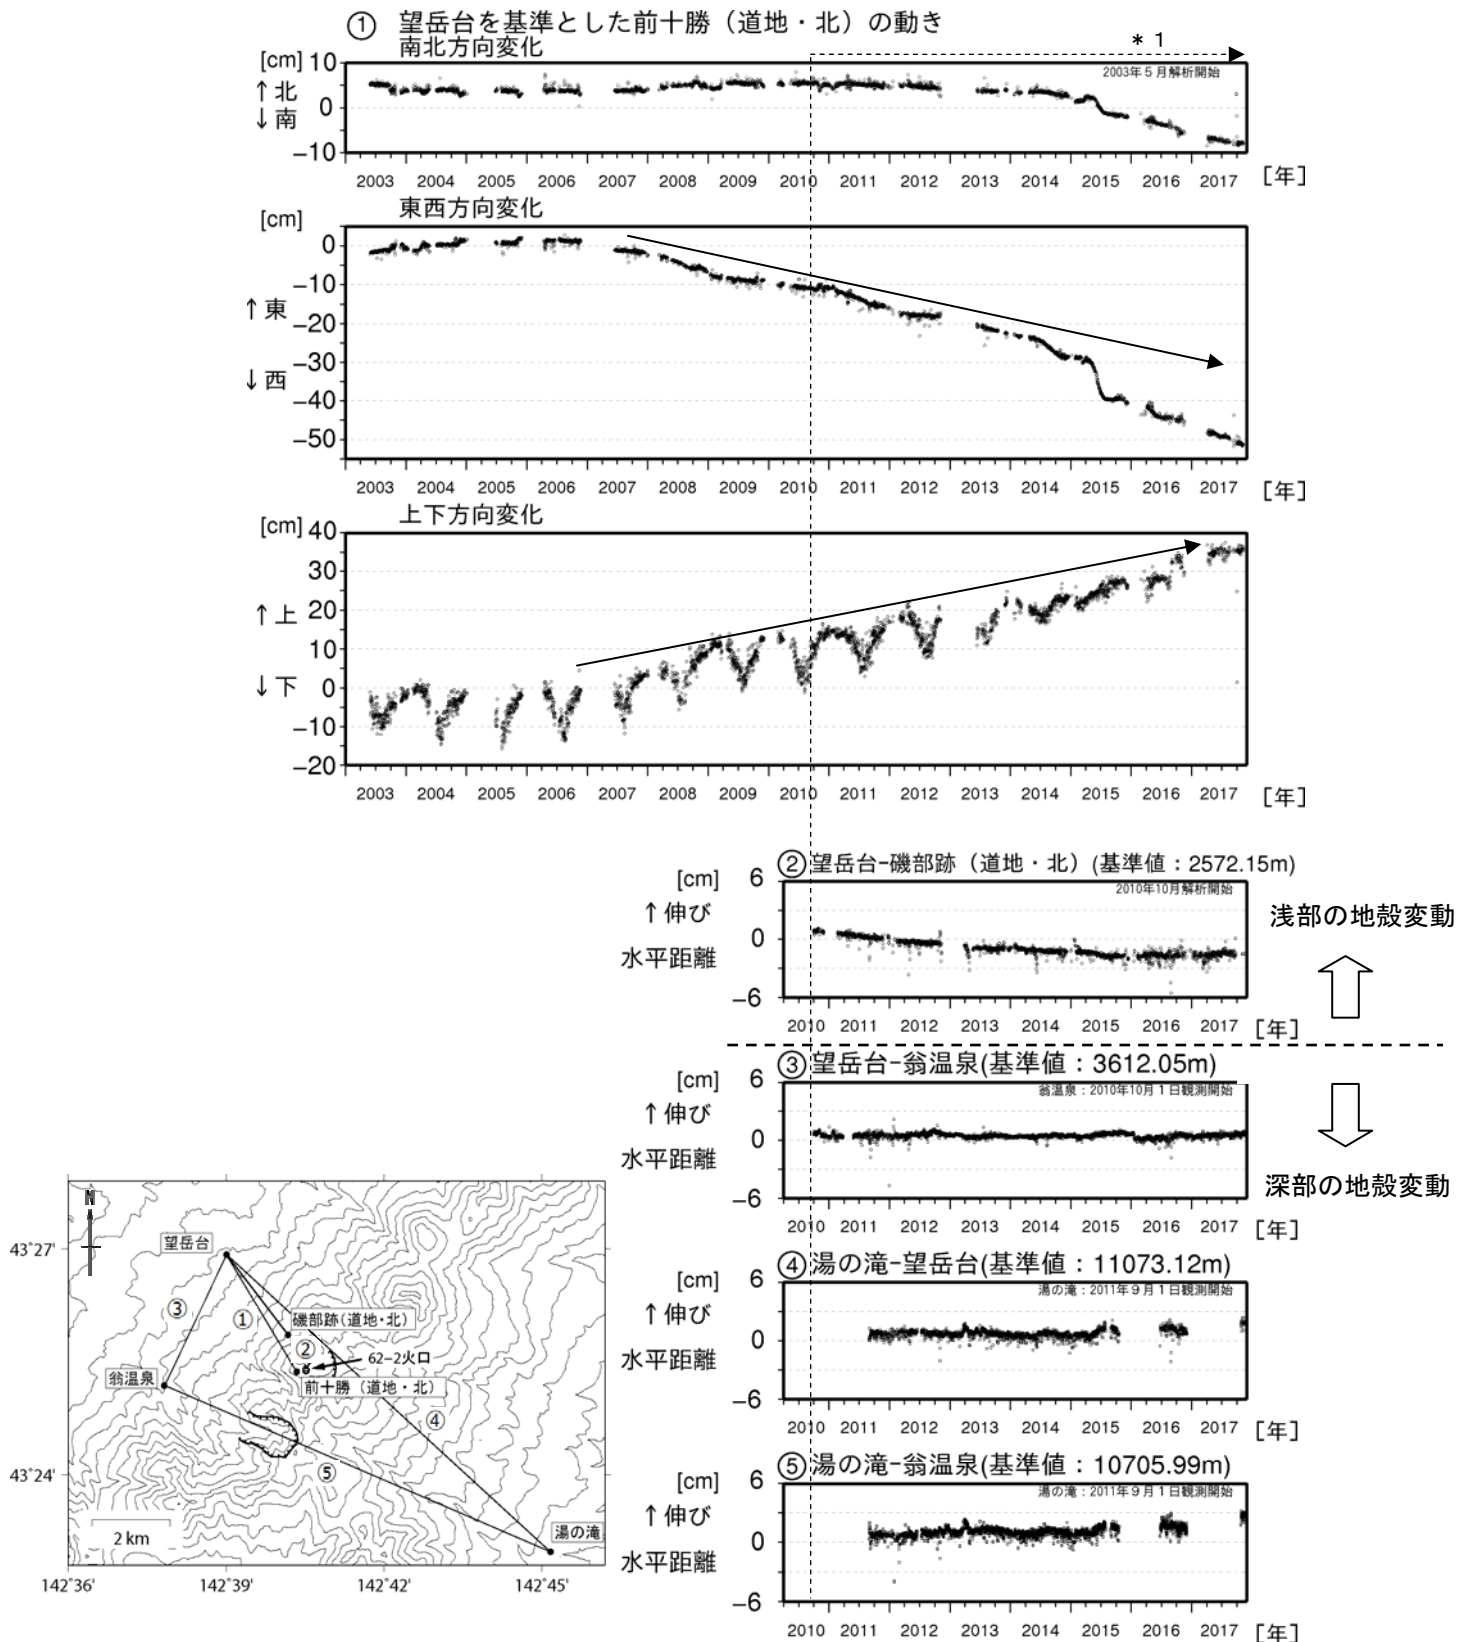 ① 望岳台を基準とした前十勝（道地・北）の動き
南北方向変化
＊1
[cm]
10
0
−10
↑北
↓南
2003年5月解析開始
2003 2004 2005 2006 2007 2008 2009 2010 2011 2012 2013 2014 2015 2016 2017 [年]
東西方向変化
[cm]
0
−10
−20
−30
−40
−50
↑東
↓西
2003 2004 2005 2006 2007 2008 2009 2010 2011 2012 2013 2014 2015 2016 2017 [年]
上下方向変化
[cm]
40
30
20
10
0
−10
−20
↑上
↓下
2003 2004 2005 2006 2007 2008 2009 2010 2011 2012 2013 2014 2015 2016 2017 [年]
② 望岳台−磯部跡（道地・北）(基準値：2572.15m)
[cm]
6
0
−6
↑伸び
水平距離
2010年10月解析開始
2010 2011 2012 2013 2014 2015 2016 2017 [年]
浅部の地殻変動
③ 望岳台−翁温泉(基準値：3612.05m)
[cm]
6
0
−6
↑伸び
水平距離
翁温泉：2010年10月1日観測開始
2010 2011 2012 2013 2014 2015 2016 2017 [年]
深部の地殻変動
④ 湯の滝−望岳台(基準値：11073.12m)
[cm]
6
0
−6
↑伸び
水平距離
湯の滝：2011年9月1日観測開始
2010 2011 2012 2013 2014 2015 2016 2017 [年]
⑤ 湯の滝−翁温泉(基準値：10705.99m)
[cm]
6
0
−6
↑伸び
水平距離
湯の滝：2011年9月1日観測開始
2010 2011 2012 2013 2014 2015 2016 2017 [年]
N
43°27'
43°24'
望岳台
③
①
磯部跡(道地・北)
②
62−2火口
翁温泉
前十勝（道地・北）
④
⑤
2 km
湯の滝
142°36' 142°39' 142°42' 142°45'